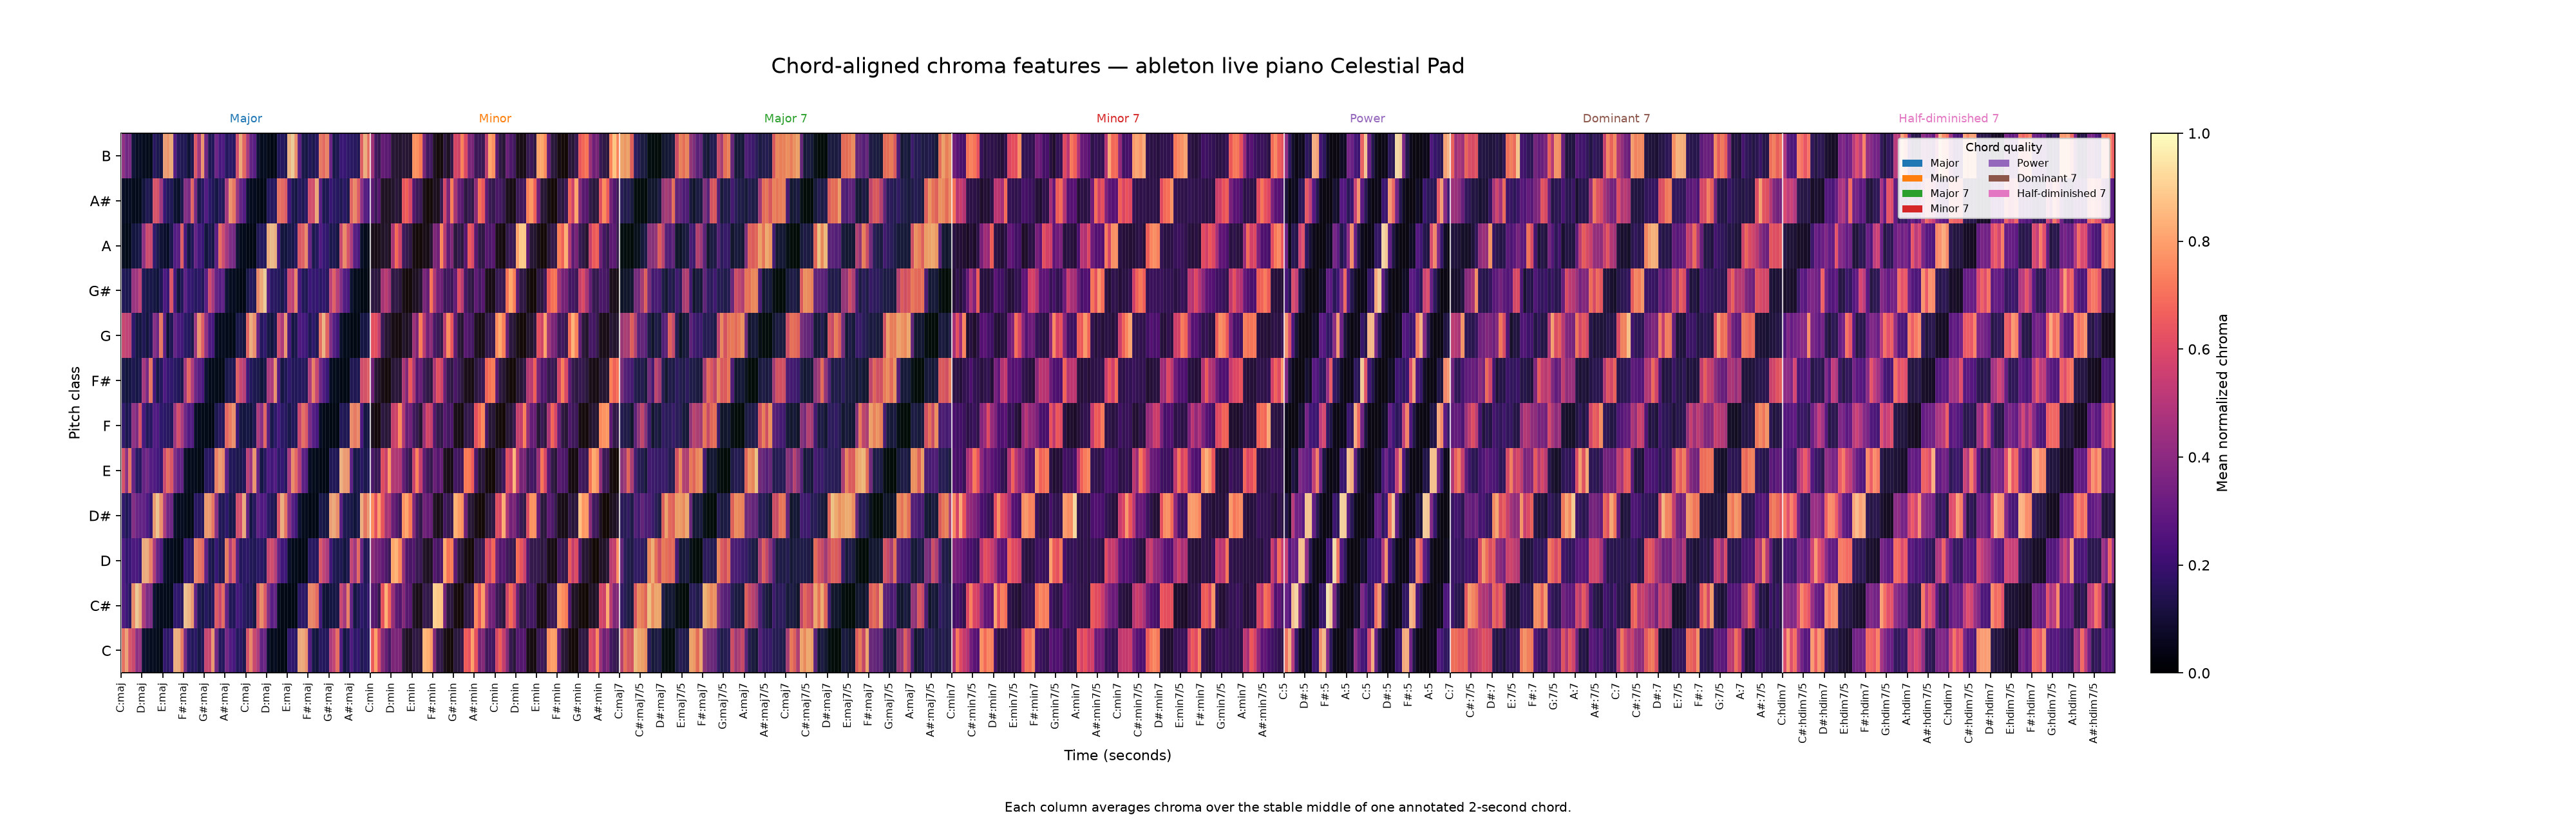 Chord-aligned chroma features — ableton live piano Celestial Pad
Major
Minor
Major 7
Minor 7
Power
Dominant 7
Half-diminished 7
Chord quality
Major
Minor
Major 7
Minor 7
Power
Dominant 7
Half-diminished 7
Pitch class
B
A#
A
G#
G
F#
F
E
D#
D
C#
C
C:maj
D:maj
E:maj
F#:maj
G#:maj
A#:maj
C:maj
D:maj
E:maj
F#:maj
G#:maj
A#:maj
C:min
D:min
E:min
F#:min
G#:min
A#:min
C:min
D:min
E:min
F#:min
G#:min
A#:min
C:maj7
C#:maj7/5
D#:maj7
E:maj7/5
F#:maj7
G:maj7/5
A:maj7
A#:maj7/5
C:maj7
C#:maj7/5
D#:maj7
E:maj7/5
F#:maj7
G:maj7/5
A:maj7
A#:maj7/5
C:min7
C#:min7/5
D#:min7
E:min7/5
F#:min7
G:min7/5
A:min7
A#:min7/5
C:min7
C#:min7/5
D#:min7
E:min7/5
F#:min7
G:min7/5
A:min7
A#:min7/5
C:5
D#:5
F#:5
A:5
C:5
D#:5
F#:5
A:5
C:7
C#:7/5
D#:7
E:7/5
F#:7
G:7/5
A:7
A#:7/5
C:7
C#:7/5
D#:7
E:7/5
F#:7
G:7/5
A:7
A#:7/5
C:hdim7
C#:hdim7/5
D#:hdim7
E:hdim7/5
F#:hdim7
G:hdim7/5
A:hdim7
A#:hdim7/5
C:hdim7
C#:hdim7/5
D#:hdim7
E:hdim7/5
F#:hdim7
G:hdim7/5
A:hdim7
A#:hdim7/5
Time (seconds)
1.0
0.8
0.6
0.4
0.2
0.0
Mean normalized chroma
Each column averages chroma over the stable middle of one annotated 2-second chord.